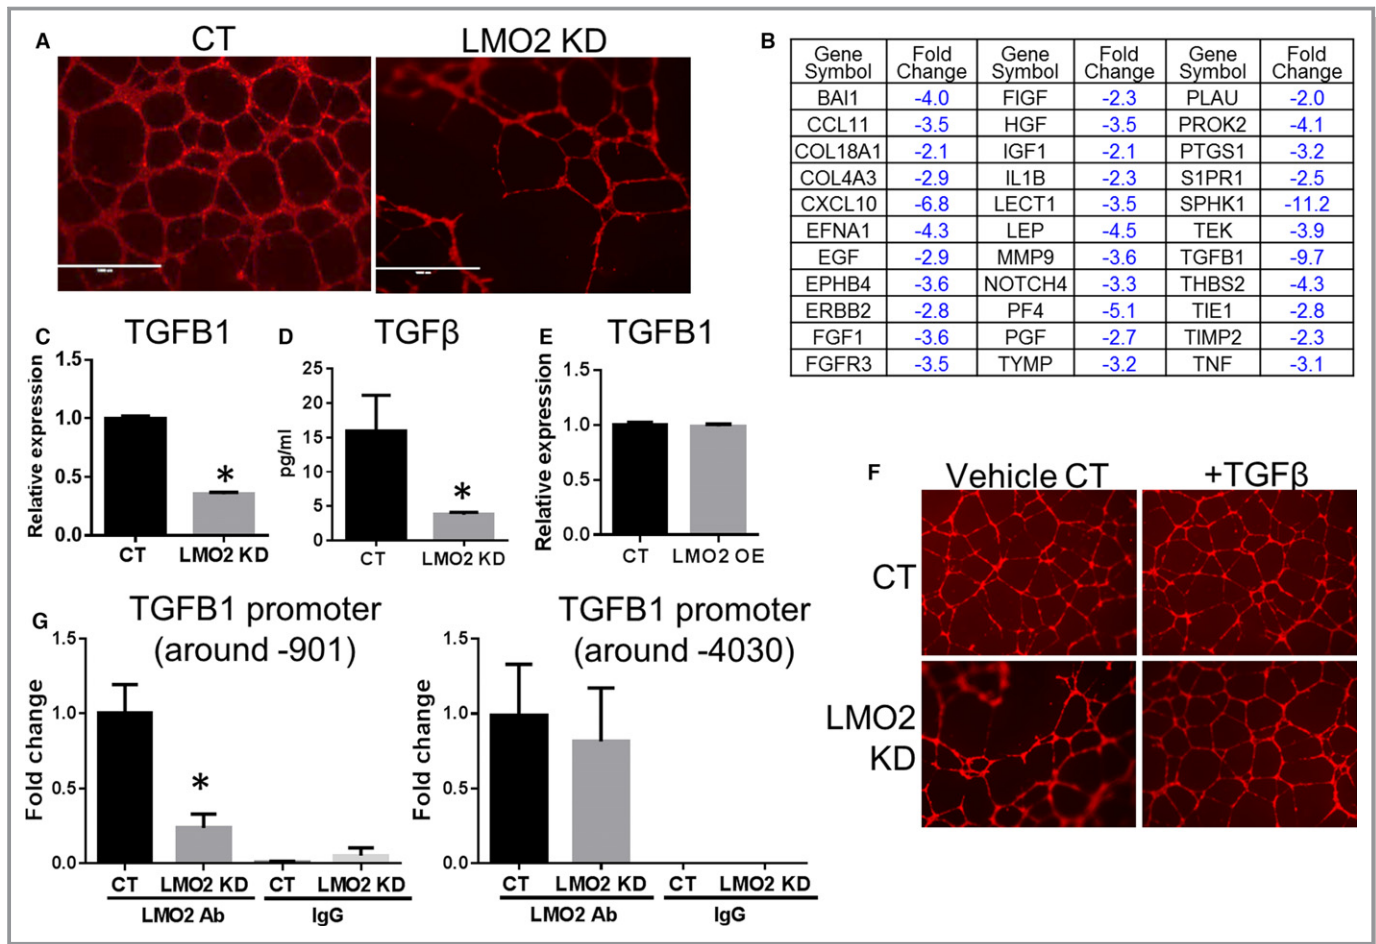 A
CT
LMO2 KD
B
Gene Symbol Fold Change Gene Symbol Fold Change Gene Symbol Fold Change
BAI1 -4.0 FIGF -2.3 PLAU -2.0
CCL11 -3.5 HGF -3.5 PROK2 -4.1
COL18A1 -2.1 IGF1 -2.1 PTGS1 -3.2
COL4A3 -2.9 IL1B -2.3 S1PR1 -2.5
CXCL10 -6.8 LECT1 -3.5 SPHK1 -11.2
EFNA1 -4.3 LEP -4.5 TEK -3.9
EGF -2.9 MMP9 -3.6 TGFB1 -9.7
EPHB4 -3.6 NOTCH4 -3.3 THBS2 -4.3
ERBB2 -2.8 PF4 -5.1 TIE1 -2.8
FGF1 -3.6 PGF -2.7 TIMP2 -2.3
FGFR3 -3.5 TYMP -3.2 TNF -3.1
C
TGFB1
Relative expression
1.5
1.0
0.5
0.0
*
CT LMO2 KD
D
TGFβ
pg/ml
25
20
15
10
5
0
*
CT LMO2 KD
E
TGFB1
Relative expression
1.5
1.0
0.5
0.0
CT LMO2 OE
F
Vehicle CT
+TGFβ
CT
LMO2
KD
G
TGFB1 promoter
(around -901)
Fold change
1.5
1.0
0.5
0.0
*
CT LMO2 KD CT LMO2 KD
LMO2 Ab IgG
TGFB1 promoter
(around -4030)
Fold change
1.5
1.0
0.5
0.0
CT LMO2 KD CT LMO2 KD
LMO2 Ab IgG